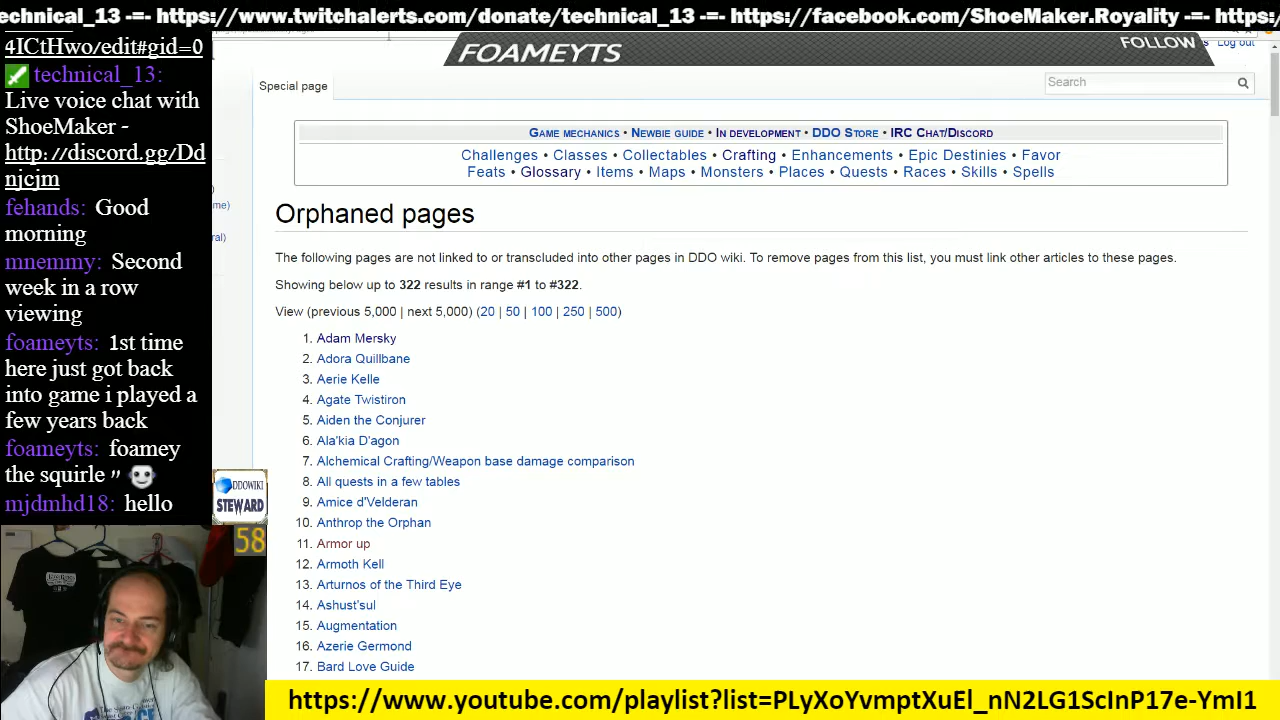 echnical_13 -=- https://www.twitchalerts.com/donate/technical_13 -=- https://facebook.com/ShoeMaker.Royality -=- https:/
4ICtHwo/edit#gid=0
technical_13:
Live voice chat with
ShoeMaker -
http://discord.gg/Dd
njcjm
fehands: Good
morning
mnemmy: Second
week in a row
viewing
foameyts: 1st time
here just got back
into game i played a
few years back
foameyts: foamey
the squirle "
mjdmhd18: hello
FOAMEYTS
FOLLOW
Log out
Special page
Search
me)
ral)
GAME MECHANICS • NEWBIE GUIDE • IN DEVELOPMENT • DDO STORE • IRC CHAT/DISCORD
Challenges • Classes • Collectables • Crafting • Enhancements • Epic Destinies • Favor
Feats • Glossary • Items • Maps • Monsters • Places • Quests • Races • Skills • Spells
Orphaned pages
The following pages are not linked to or transcluded into other pages in DDO wiki. To remove pages from this list, you must link other articles to these pages.
Showing below up to 322 results in range #1 to #322.
View (previous 5,000 | next 5,000) (20 | 50 | 100 | 250 | 500)
1. Adam Mersky
2. Adora Quillbane
3. Aerie Kelle
4. Agate Twistiron
5. Aiden the Conjurer
6. Ala'kia D'agon
7. Alchemical Crafting/Weapon base damage comparison
8. All quests in a few tables
9. Amice d'Velderan
10. Anthrop the Orphan
11. Armor up
12. Armoth Kell
13. Arturnos of the Third Eye
14. Ashust'sul
15. Augmentation
16. Azerie Germond
17. Bard Love Guide
DDOWIKI
STEWARD
58
https://www.youtube.com/playlist?list=PLyXoYvmptXuEl_nN2LG1ScInP17e-YmI1